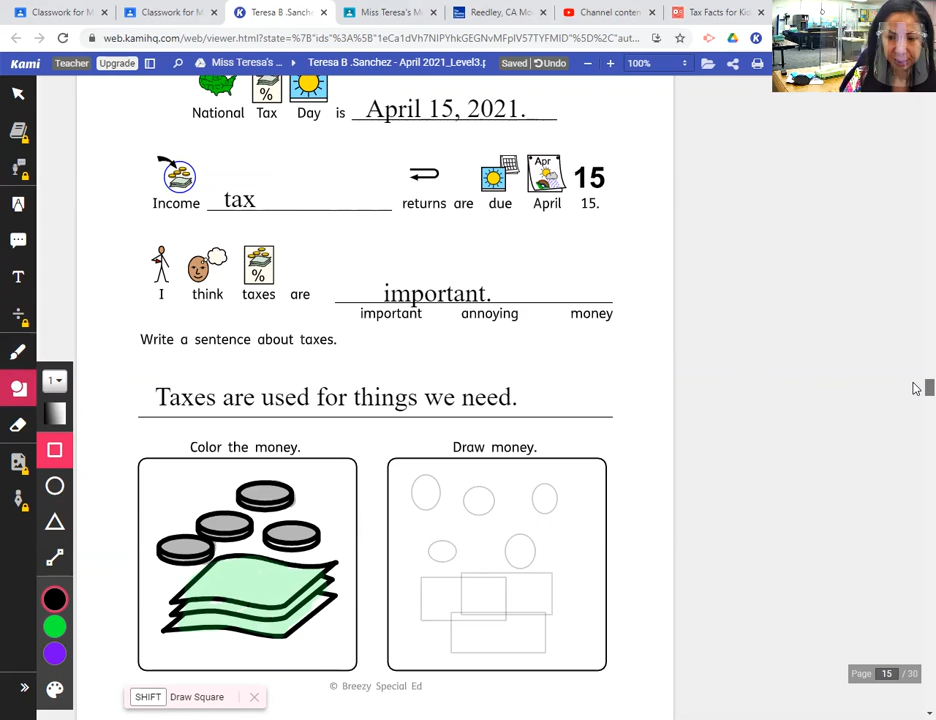 Classwork for M
Classwork for M
Teresa B .Sanchez
Miss Teresa's M
Reedley, CA Mo
Channel conten
Tax Facts for Kid
web.kamihq.com/web/viewer.html?state=%7B"ids"%3A%5B"1eCa1dVh7NIPYhkGEGNvMFplV57TYFMID"%5D%2C"aut...
Kami Teacher Upgrade Miss Teresa's Teresa B .Sanchez - April 2021_Level3.p Saved Undo 100%
National Tax Day is April 15, 2021.
%
Apr 15
Income tax returns are due April 15.
%
I think taxes are important.
important annoying money
Write a sentence about taxes.
Taxes are used for things we need.
Color the money. Draw money.
© Breezy Special Ed
SHIFT Draw Square
Page 15 / 30
T
1